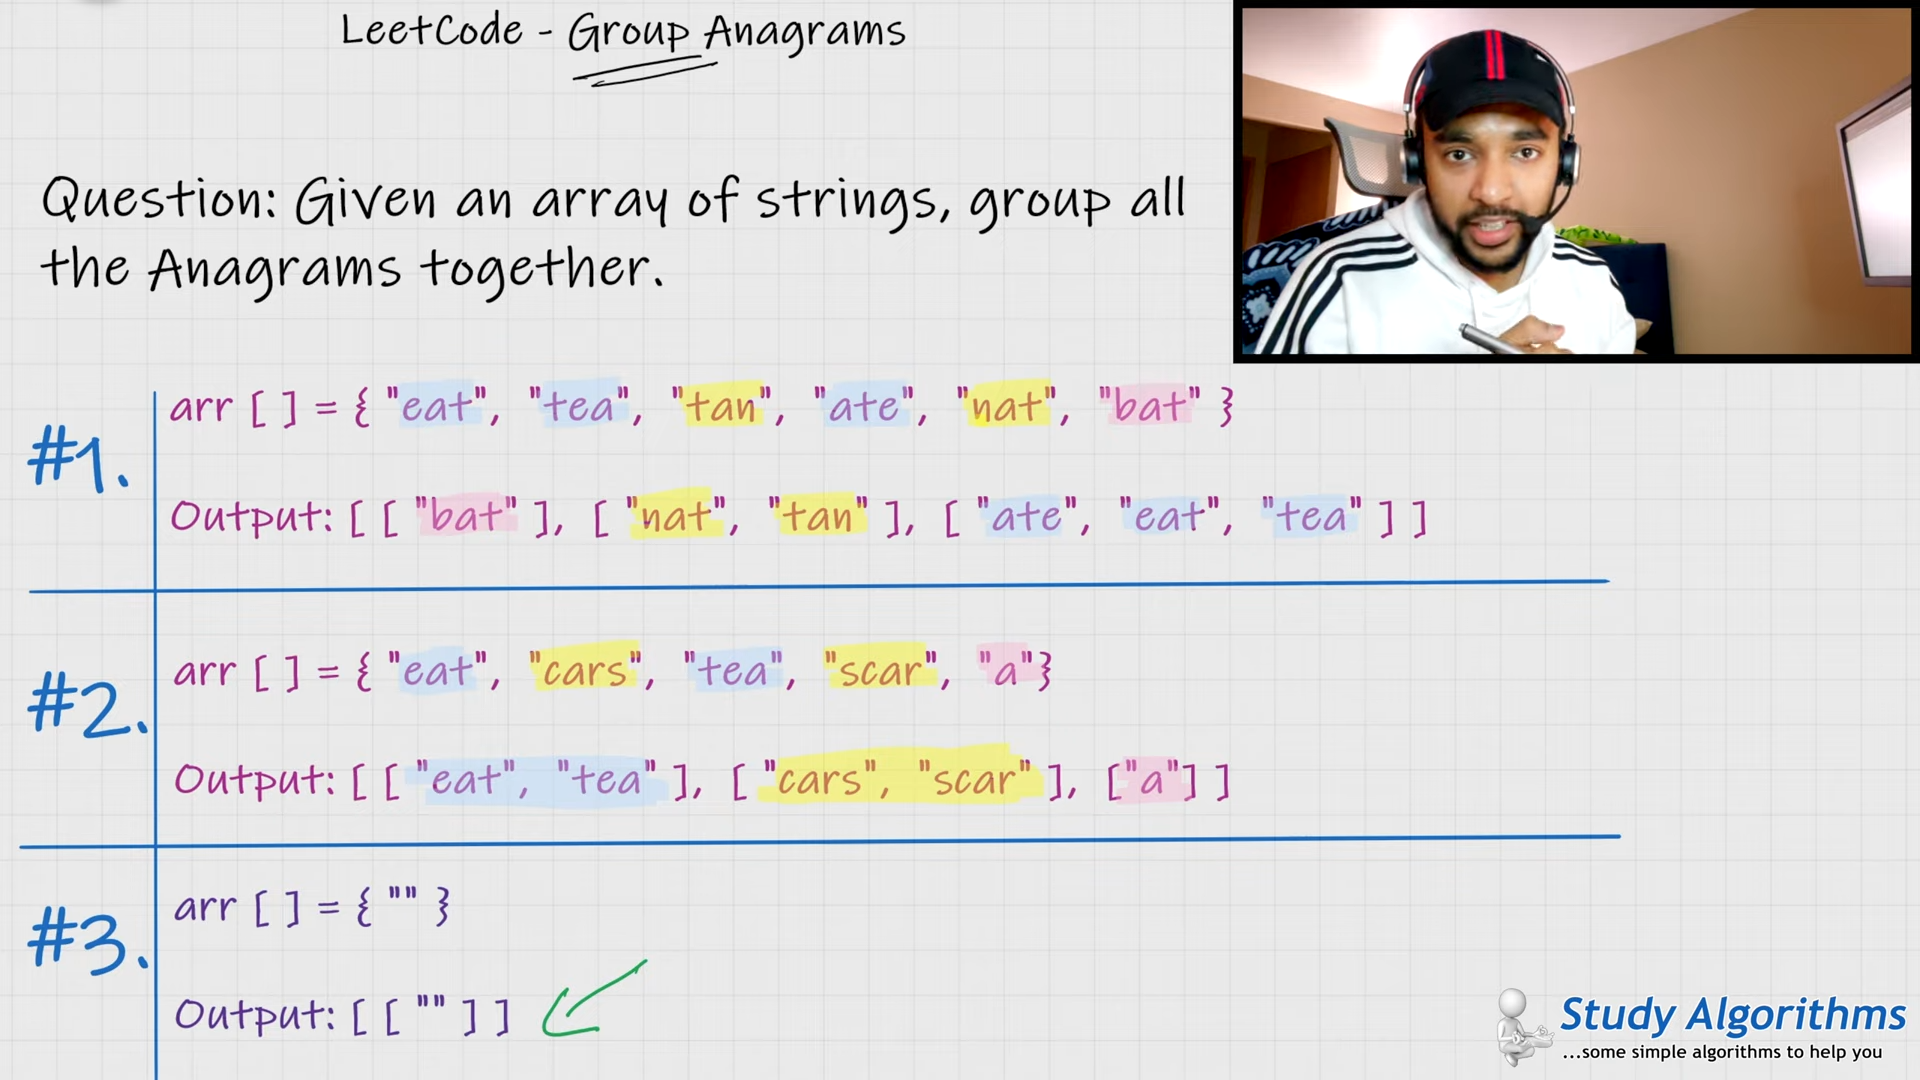 LeetCode - Group Anagrams
Question: Given an array of strings, group all
the Anagrams together.
#1.
arr [ ] = { "eat", "tea", "tan", "ate", "nat", "bat" }
Output: [ [ "bat" ], [ "nat", "tan" ], [ "ate", "eat", "tea" ] ]
#2.
arr [ ] = { "eat", "cars", "tea", "scar", "a"}
Output: [ [ "eat", "tea" ], [ "cars", "scar" ], ["a"] ]
#3.
arr [ ] = { "" }
Output: [ [ "" ] ]
Study Algorithms
...some simple algorithms to help you